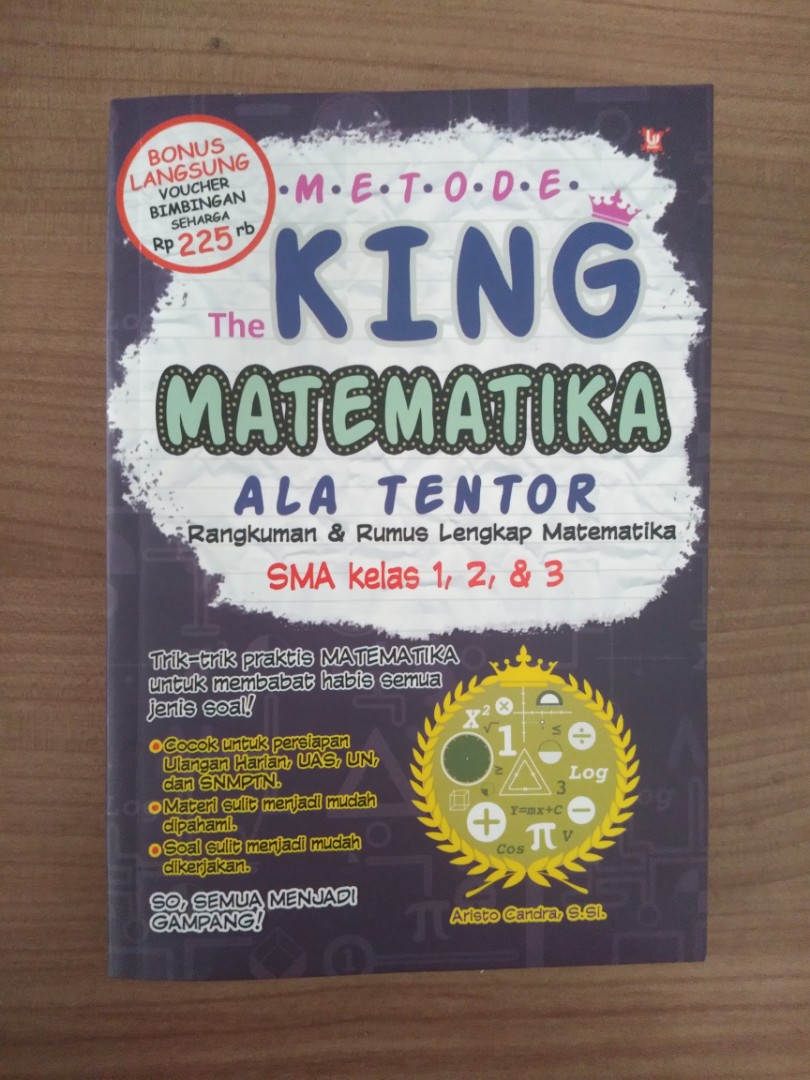 BONUS
LANGSUNG
VOUCHER
BIMBINGAN
SEHARGA
Rp 225 rb
•M•E•T•O•D•E•
The KING
MATEMATIKA
ALA TENTOR
Rangkuman & Rumus Lengkap Matematika
SMA kelas 1, 2, & 3
Trik-trik praktis MATEMATIKA
untuk membabat habis semua
jenis soal!
Cocok untuk persiapan
Ulangan Harian, UAS, UN,
dan SNMPTN.
Materi sulit menjadi mudah
dipahami.
Soal sulit menjadi mudah
dikerjakan.
SO, SEMUA MENJADI
GAMPANG!
X² × 
√ 1 ≤ ÷
≥ Log
3
+ Y=mx+C −
Cos π V
Aristo Candra, S.Si.